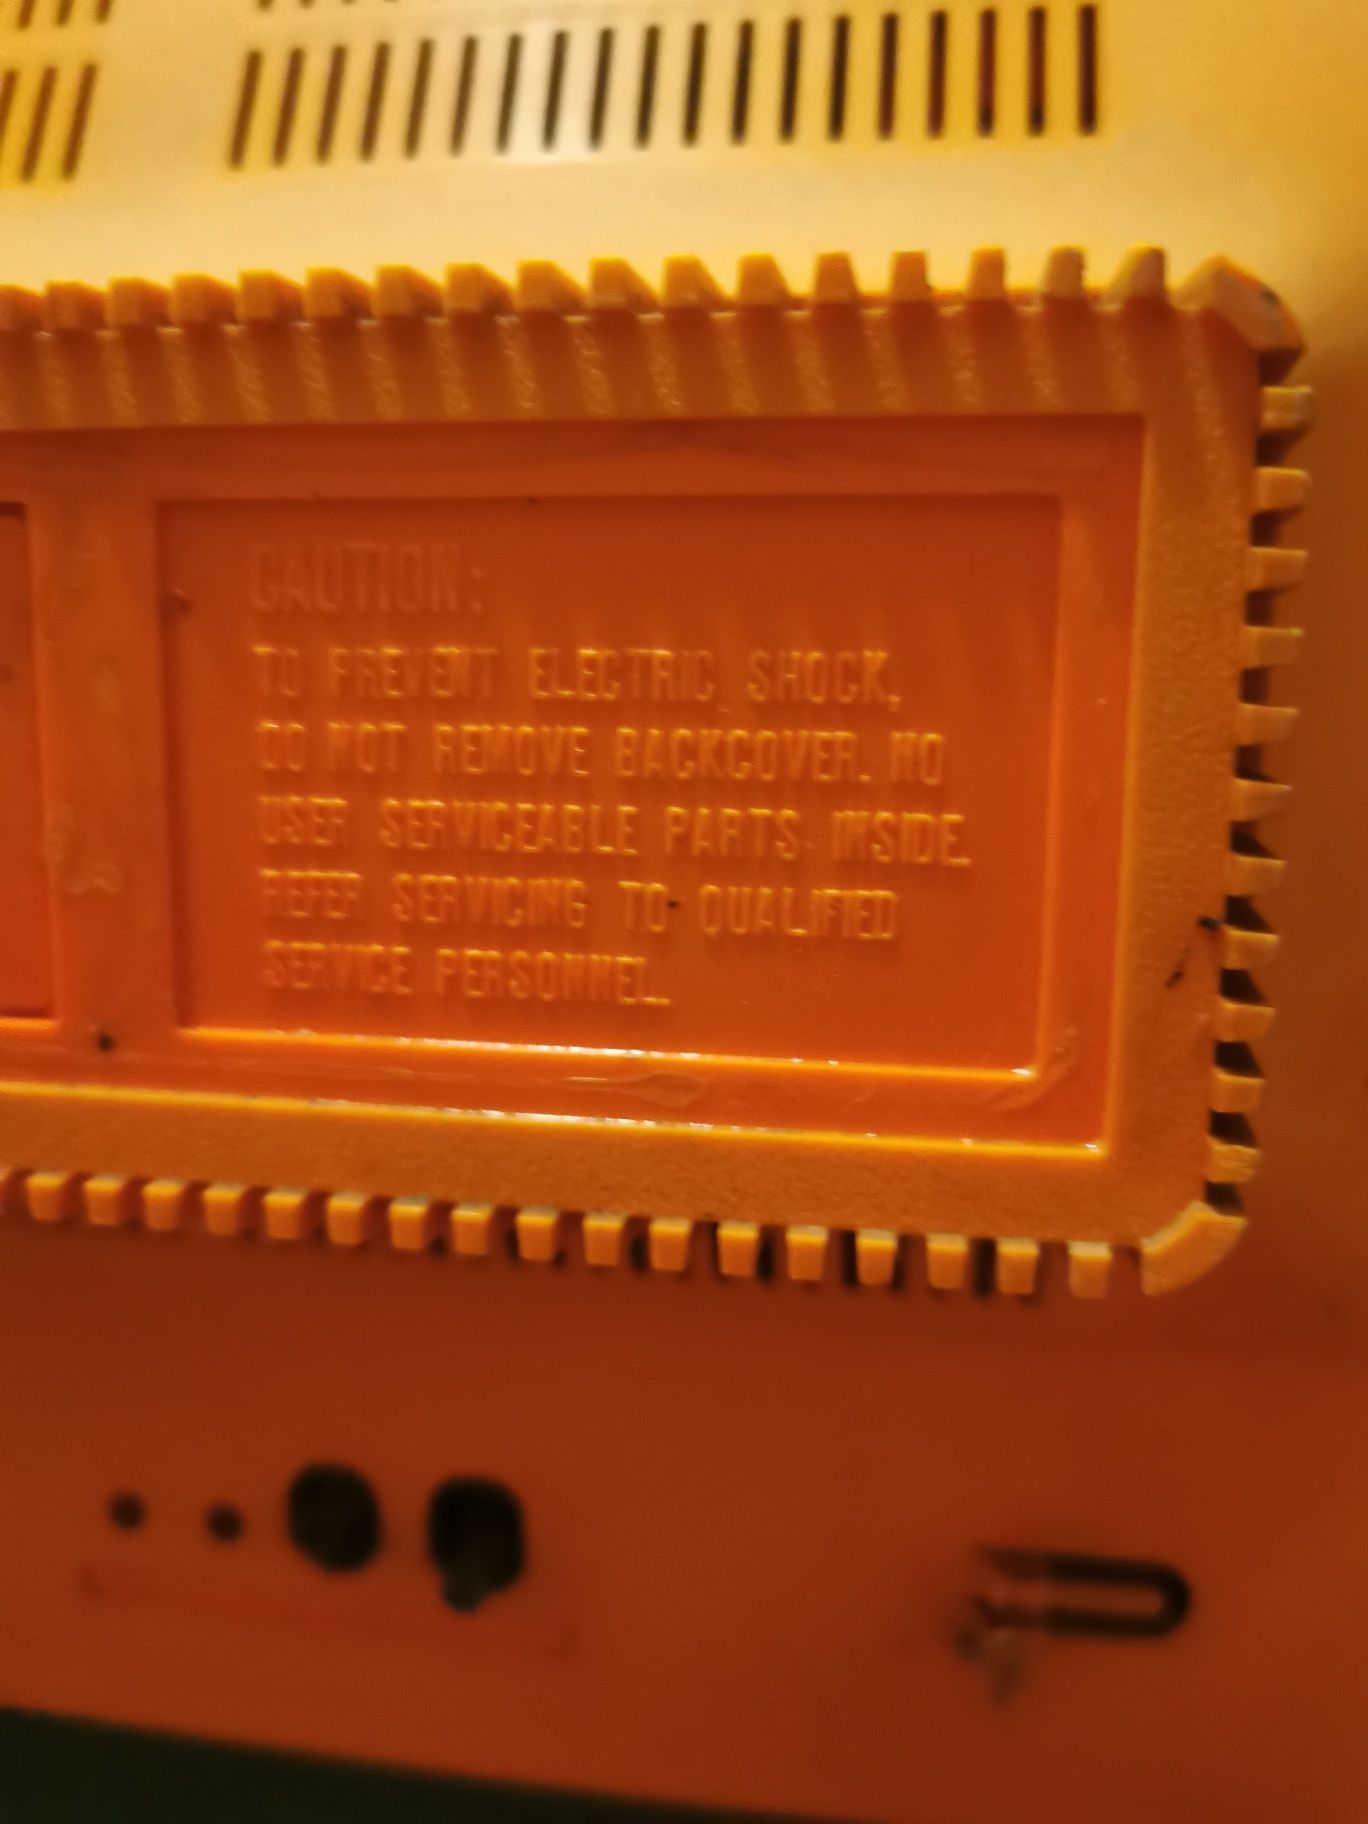 CAUTION:
TO PREVENT ELECTRIC SHOCK,
DO NOT REMOVE BACKCOVER. NO
USER SERVICEABLE PARTS INSIDE.
REFER SERVICING TO QUALIFIED
SERVICE PERSONNEL.